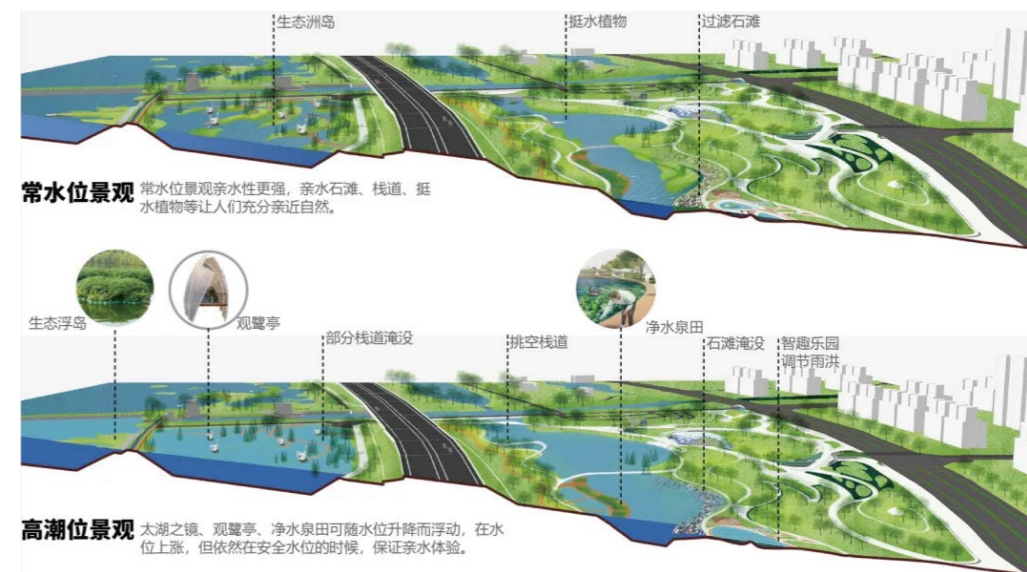 生态洲岛
挺水植物
过滤石滩
常水位景观
常水位景观亲水性更强，亲水石滩、栈道、挺
水植物等让人们充分亲近自然。
生态浮岛
观鹭亭
净水泉田
部分栈道淹没
挑空栈道
石滩淹没
智趣乐园
调节雨洪
高潮位景观
太湖之镜、观鹭亭、净水泉田可随水位升降而浮动，在水
位上涨，但依然在安全水位的时候，保证亲水体验。